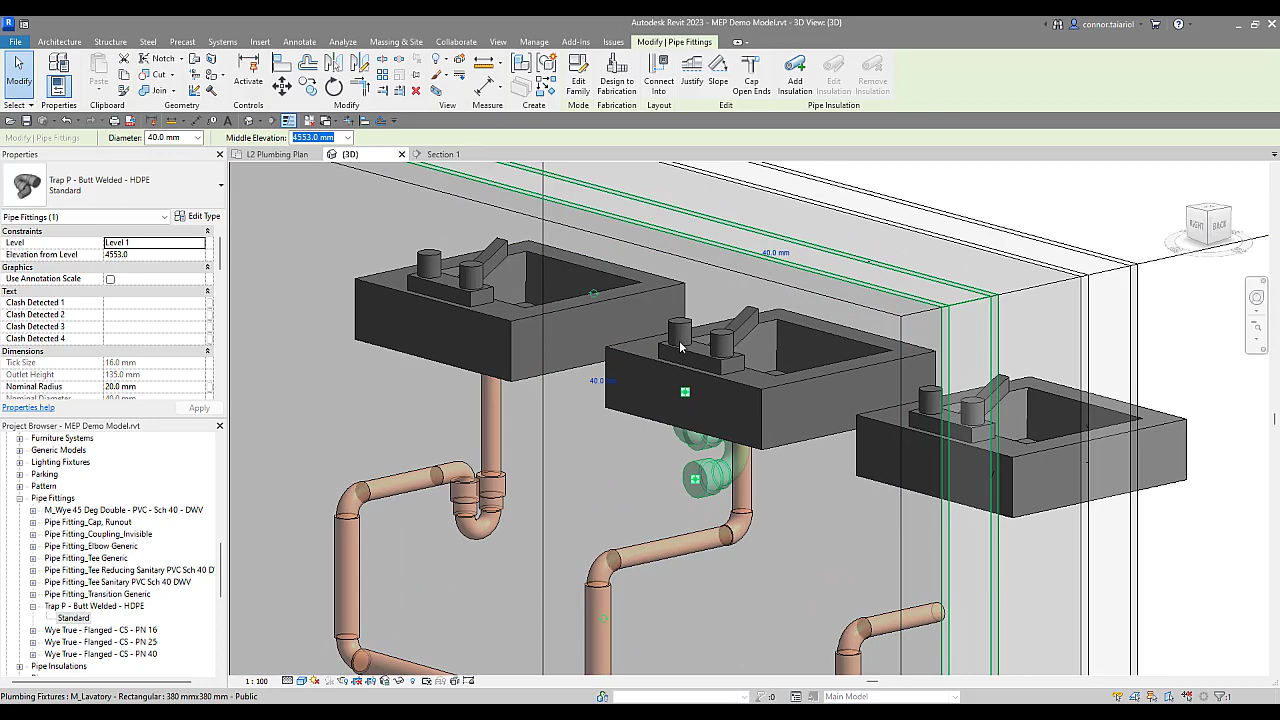 Autodesk Revit 2023 - MEP Demo Model.rvt - 3D View: {3D}
connor.taiariol
File Architecture Structure Steel Precast Systems Insert Annotate Analyze Massing & Site Collaborate View Manage Add-Ins Issues Modify | Pipe Fittings
Modify
Properties
Paste
Notch
Cut
Join
Activate
Edit Family
Design to Fabrication
Connect Into
Justify
Slope
Cap Open Ends
Add Insulation
Edit Insulation
Remove Insulation
Select Properties Clipboard Geometry Controls Modify View Measure Create Mode Fabrication Layout Edit Pipe Insulation
Modify | Pipe Fittings Diameter: 40.0 mm Middle Elevation: 4553.0 mm
Properties
L2 Plumbing Plan {3D} Section 1
Trap P - Butt Welded - HDPE
Standard
Pipe Fittings (1) Edit Type
Constraints
Level Level 1
Elevation from Level 4553.0
Graphics
Use Annotation Scale
Text
Clash Detected 1
Clash Detected 2
Clash Detected 3
Clash Detected 4
Dimensions
Tick Size 16.0 mm
Outlet Height 135.0 mm
Nominal Radius 20.0 mm
Nominal Diameter 40.0 mm
Properties help Apply
Project Browser - MEP Demo Model.rvt
Furniture Systems
Generic Models
Lighting Fixtures
Parking
Pattern
Pipe Fittings
M_Wye 45 Deg Double - PVC - Sch 40 - DWV
Pipe Fitting_Cap, Runout
Pipe Fitting_Coupling_Invisible
Pipe Fitting_Elbow Generic
Pipe Fitting_Tee Generic
Pipe Fitting_Tee Reducing Sanitary PVC Sch 40 D
Pipe Fitting_Tee Sanitary PVC Sch 40 DWV
Pipe Fitting_Transition Generic
Trap P - Butt Welded - HDPE
Standard
Wye True - Flanged - CS - PN 16
Wye True - Flanged - CS - PN 25
Wye True - Flanged - CS - PN 40
Pipe Insulations
40.0 mm
40.0
RIGHT BACK
1 : 100
Plumbing Fixtures : M_Lavatory - Rectangular : 380 mmx380 mm - Public
:0
Main Model
:1